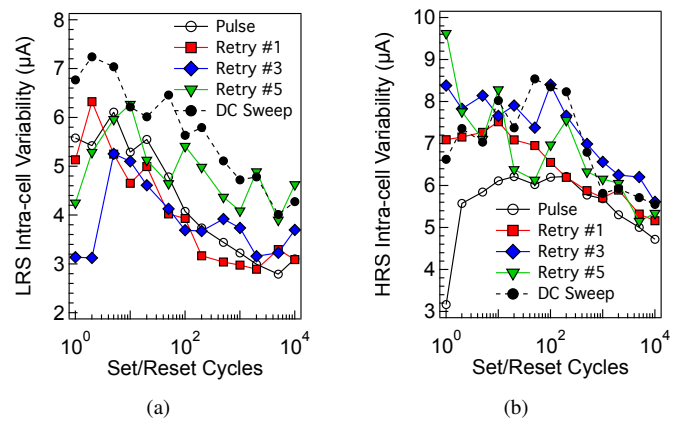 8
7
6
5
4
3
2
LRS Intra-cell Variability (µA)
Pulse
Retry #1
Retry #3
Retry #5
DC Sweep
10^0
10^2
10^4
Set/Reset Cycles
(a)
10
9
8
7
6
5
4
3
HRS Intra-cell Variability (µA)
Pulse
Retry #1
Retry #3
Retry #5
DC Sweep
10^0
10^2
10^4
Set/Reset Cycles
(b)